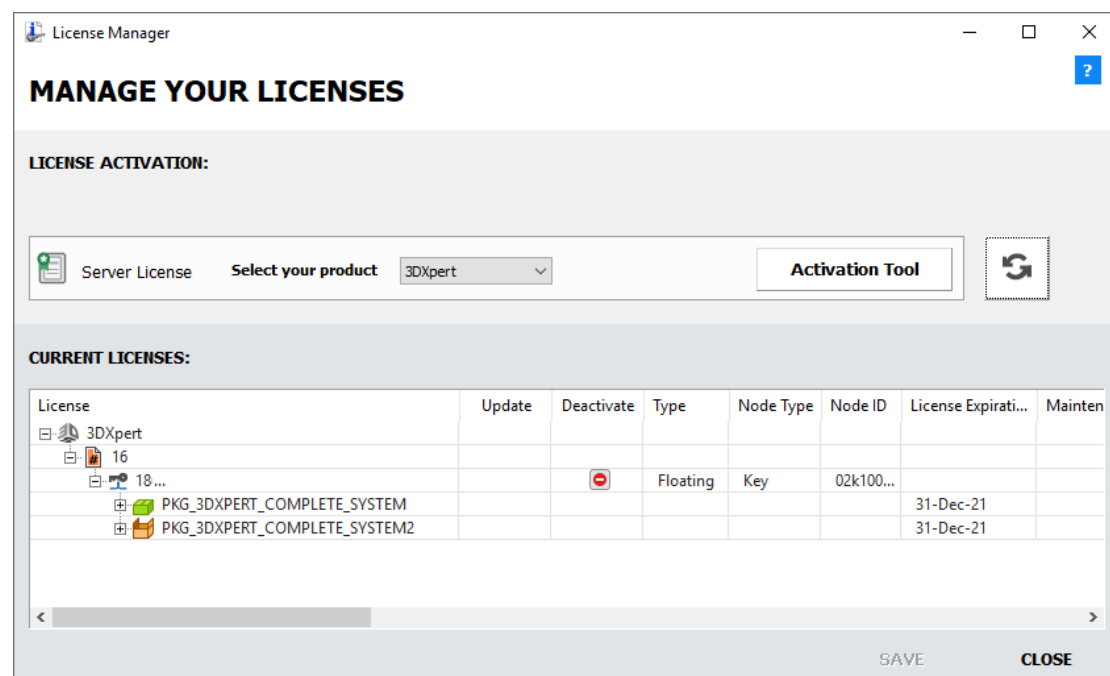 License Manager
?
MANAGE YOUR LICENSES
LICENSE ACTIVATION:
Server License Select your product 3DXpert Activation Tool
CURRENT LICENSES:
License Update Deactivate Type Node Type Node ID License Expirati... Mainten
3DXpert
# 16
18... Floating Key 02k100...
PKG_3DXPERT_COMPLETE_SYSTEM 31-Dec-21
PKG_3DXPERT_COMPLETE_SYSTEM2 31-Dec-21
SAVE CLOSE